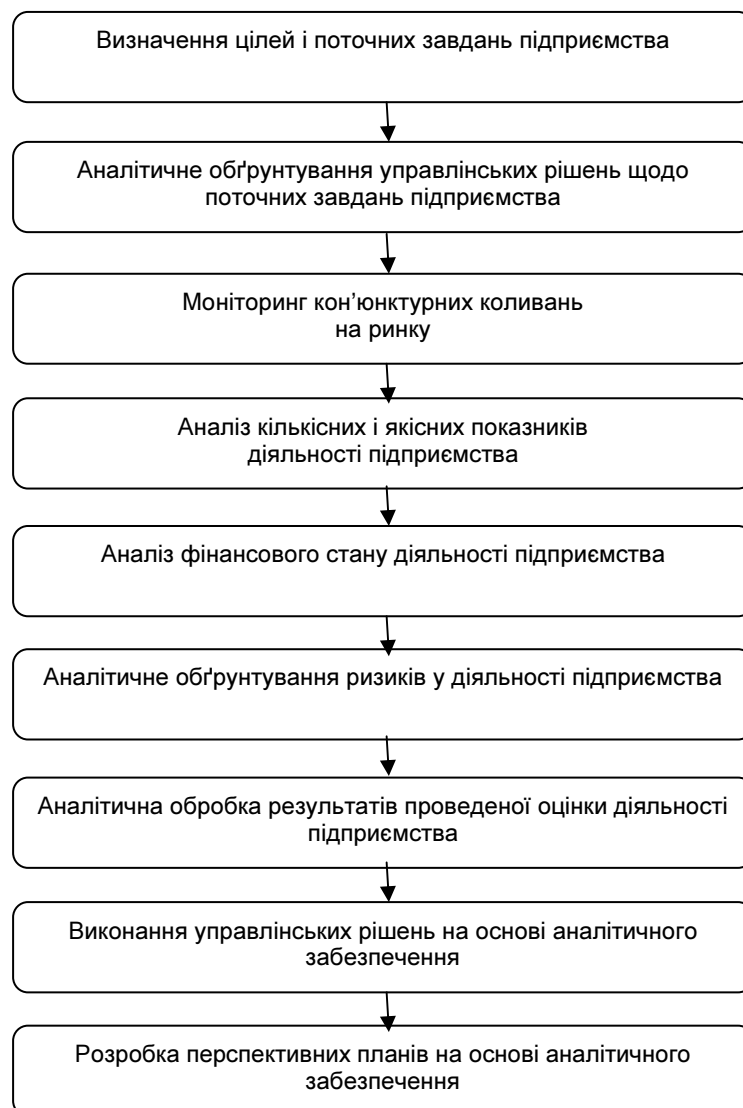 Визначення цілей і поточних завдань підприємства
Аналітичне обґрунтування управлінських рішень щодо
поточних завдань підприємства
Моніторинг кон’юнктурних коливань
на ринку
Аналіз кількісних і якісних показників
діяльності підприємства
Аналіз фінансового стану діяльності підприємства
Аналітичне обґрунтування ризиків у діяльності підприємства
Аналітична обробка результатів проведеної оцінки діяльності
підприємства
Виконання управлінських рішень на основі аналітичного
забезпечення
Розробка перспективних планів на основі аналітичного
забезпечення